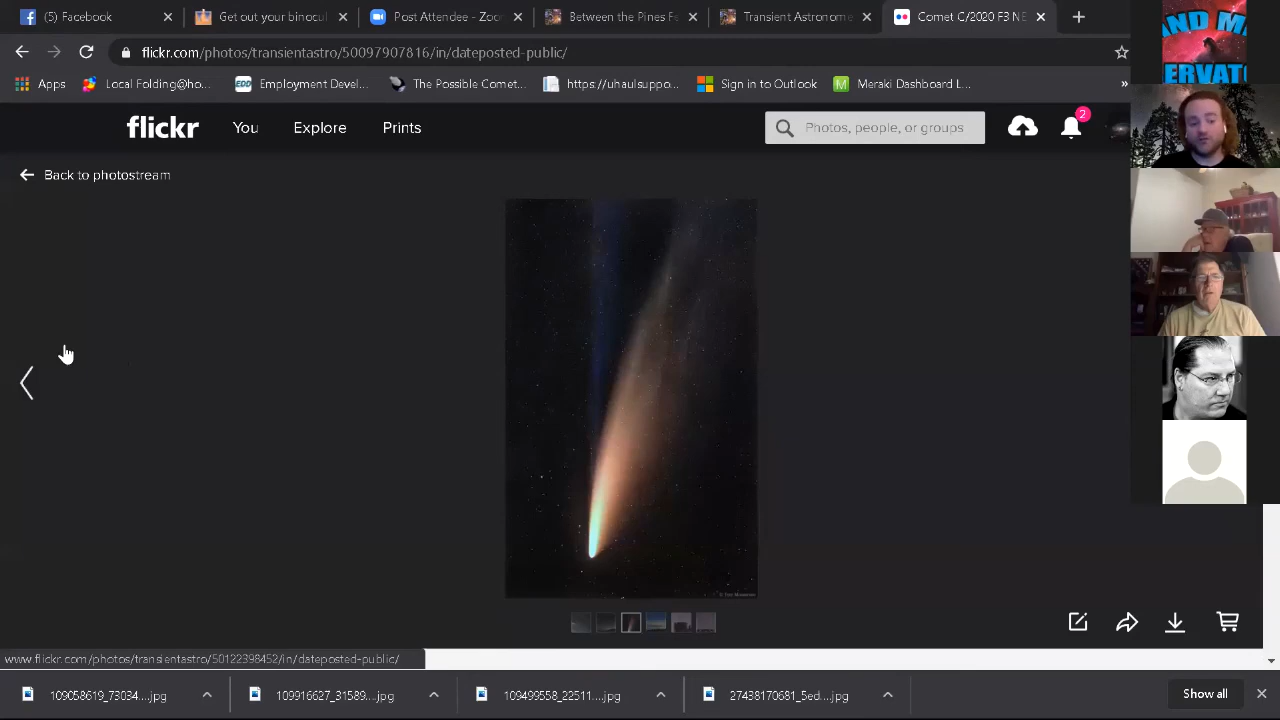 (5) Facebook
Get out your binocul
Post Attendee - Zoo
Between the Pines Fe
Transient Astronome
Comet C/2020 F3 NE
flickr.com/photos/transientastro/50097907816/in/dateposted-public/
Apps
Local Folding@ho...
Employment Devel...
The Possible Com...
https://uhaulsuppo...
Sign in to Outlook
Meraki Dashboard L...
»
flickr
You
Explore
Prints
Photos, people, or groups
2
Back to photostream
www.flickr.com/photos/transientastro/50122398452/in/dateposted-public/
109058619_73034....jpg
109916627_31589....jpg
109499558_22511....jpg
27438170681_5ed....jpg
Show all